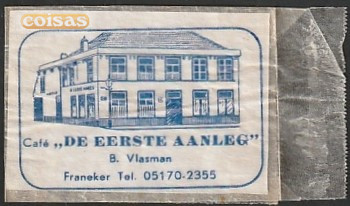 coisas
Café „DE EERSTE AANLEG”
B. Vlasman
Franeker Tel. 05170-2355